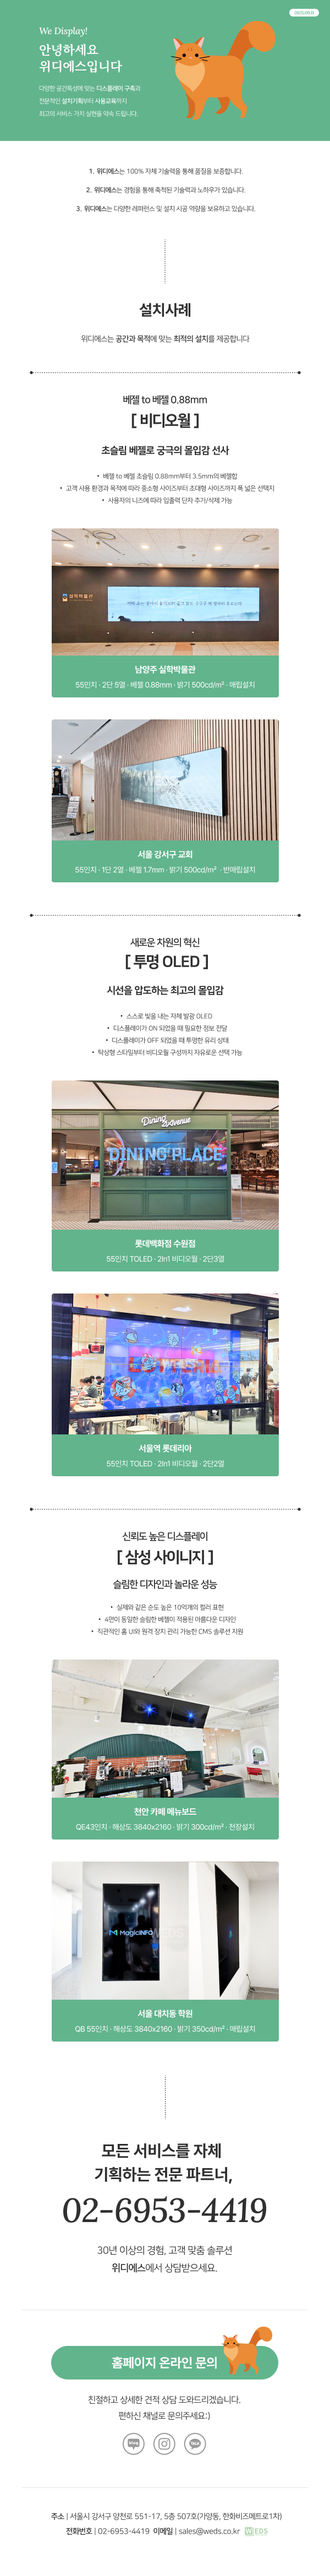 We Display!
안녕하세요
위디에스입니다
다양한 공간특성에 맞는 디스플레이 구축과
전문적인 설치기획부터 사용교육까지
최고의 서비스 가치 실현을 약속 드립니다.
1. 위디에스는 100% 자체 기술력을 통해 품질을 보증합니다.
2. 위디에스는 경험을 통해 축적된 기술력과 노하우가 있습니다.
3. 위디에스는 다양한 레퍼런스 및 설치 시공 역량을 보유하고 있습니다.
설치사례
위디에스는 공간과 목적에 맞는 최적의 설치를 제공합니다
베젤 to 베젤 0.88mm
[ 비디오월 ]
초슬림 베젤로 궁극의 몰입감 선사
• 베젤 to 베젤 초슬림 0.88mm부터 3.5mm의 베젤합
• 고객 사용 환경과 목적에 따라 중소형 사이즈부터 초대형 사이즈까지 폭 넓은 선택지
• 사용자의 니즈에 따라 입출력 단자 추가/삭제 가능
실학박물관
남양주 실학박물관
55인치 · 2단 5열 · 베젤 0.88mm · 밝기 500cd/m² · 매립설치
서울 강서구 교회
55인치 · 1단 2열 · 베젤 1.7mm · 밝기 500cd/m² · 반매립설치
새로운 차원의 혁신
[ 투명 OLED ]
시선을 압도하는 최고의 몰입감
• 스스로 빛을 내는 자체 발광 OLED
• 디스플레이가 ON 되었을 때 필요한 정보 전달
• 디스플레이가 OFF 되었을 때 투명한 유리 상태
• 탁상형 스타일부터 비디오월 구성까지 자유로운 선택 가능
Dining Avenue
DINING PLACE
롯데백화점 수원점
55인치 TOLED · 2in1 비디오월 · 2단3열
서울역 롯데리아
55인치 TOLED · 2in1 비디오월 · 2단2열
신뢰도 높은 디스플레이
[ 삼성 사이니지 ]
슬림한 디자인과 놀라운 성능
• 실제와 같은 순도 높은 10억개의 컬러 표현
• 4면이 동일한 슬림한 베젤이 적용된 아름다운 디자인
• 직관적인 홈 UI와 원격 장치 관리 가능한 CMS 솔루션 지원
천안 카페 메뉴보드
QE43인치 · 해상도 3840x2160 · 밝기 300cd/m² · 천장설치
MagicINFO
WEDS
서울 대치동 학원
QB 55인치 · 해상도 3840x2160 · 밝기 350cd/m² · 매립설치
모든 서비스를 자체
기획하는 전문 파트너,
02-6953-4419
30년 이상의 경험, 고객 맞춤 솔루션
위디에스에서 상담받으세요.
홈페이지 온라인 문의
친절하고 상세한 견적 상담 도와드리겠습니다.
편하신 채널로 문의주세요:)
blog
TALK
주소 | 서울시 강서구 양천로 551-17, 5층 507호(가양동, 한화비즈메트로1차)
전화번호 | 02-6953-4419 이메일 | sales@weds.co.kr WEDS